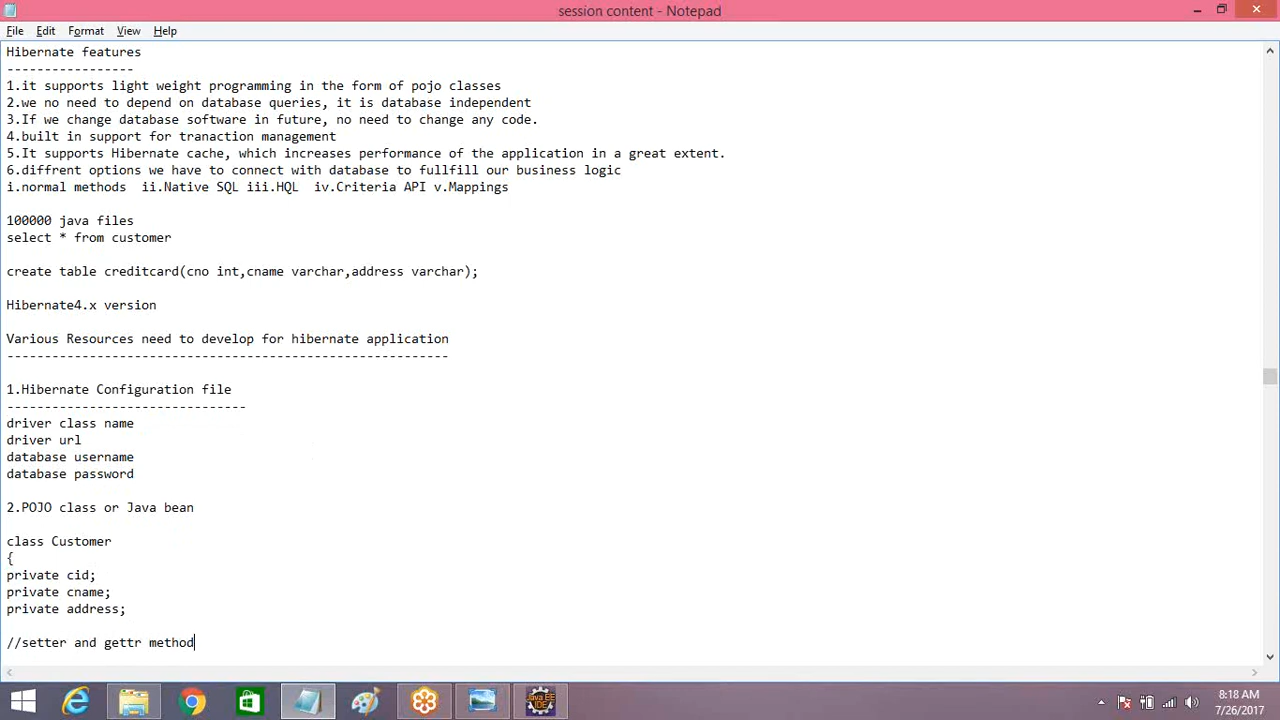 session content - Notepad
File Edit Format View Help
Hibernate features
-----------------
1.it supports light weight programming in the form of pojo classes
2.we no need to depend on database queries, it is database independent
3.If we change database software in future, no need to change any code.
4.built in support for tranaction management
5.It supports Hibernate cache, which increases performance of the application in a great extent.
6.diffrent options we have to connect with database to fullfill our business logic
i.normal methods  ii.Native SQL iii.HQL  iv.Criteria API v.Mappings
100000 java files
select * from customer
create table creditcard(cno int,cname varchar,address varchar);
Hibernate4.x version
Various Resources need to develop for hibernate application
-----------------------------------------------------------
1.Hibernate Configuration file
--------------------------------
driver class name
driver url
database username
database password
2.POJO class or Java bean
class Customer
{
private cid;
private cname;
private address;
//setter and gettr method
Java EE
IDE
8:18 AM
7/26/2017